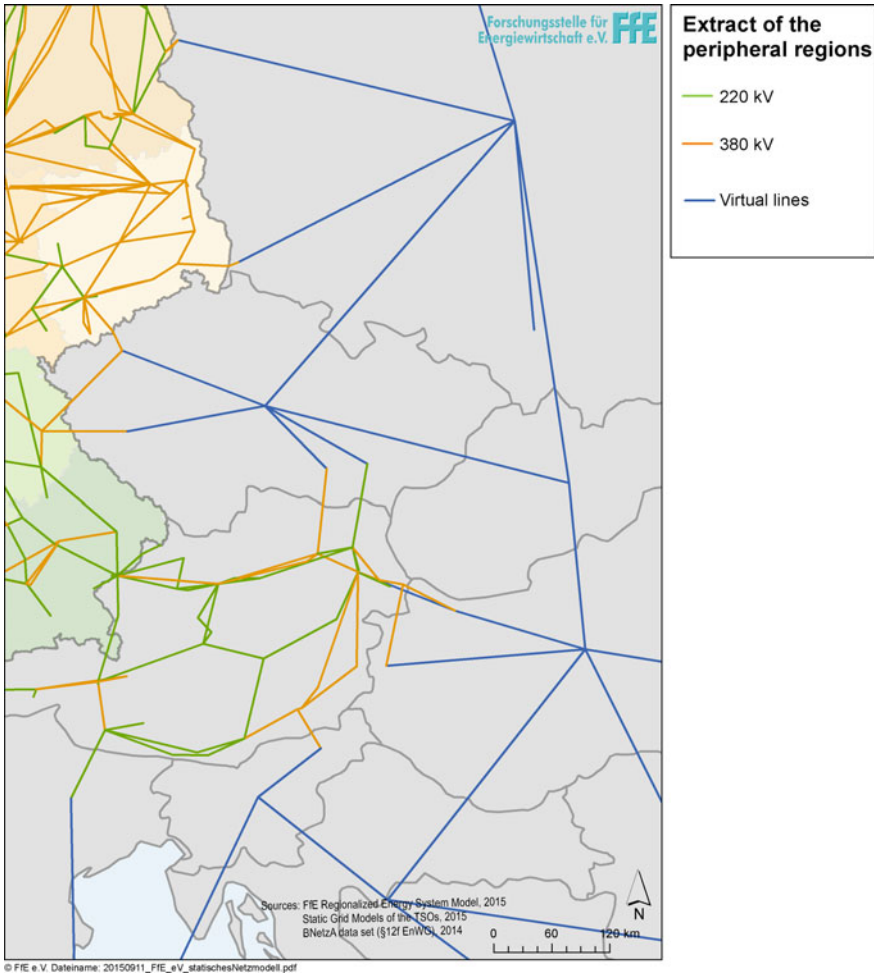 Forschungsstelle für
Energiewirtschaft e.V. FfE
Extract of the
peripheral regions
220 kV
380 kV
Virtual lines
Sources: FfE Regionalized Energy System Model, 2015
Static Grid Models of the TSOs, 2015
BNetzA data set (§12f EnWG), 2014
N
0 60 120 km
© FfE e.V. Dateiname: 20150911_FfE_eV_statischesNetzmodell.pdf